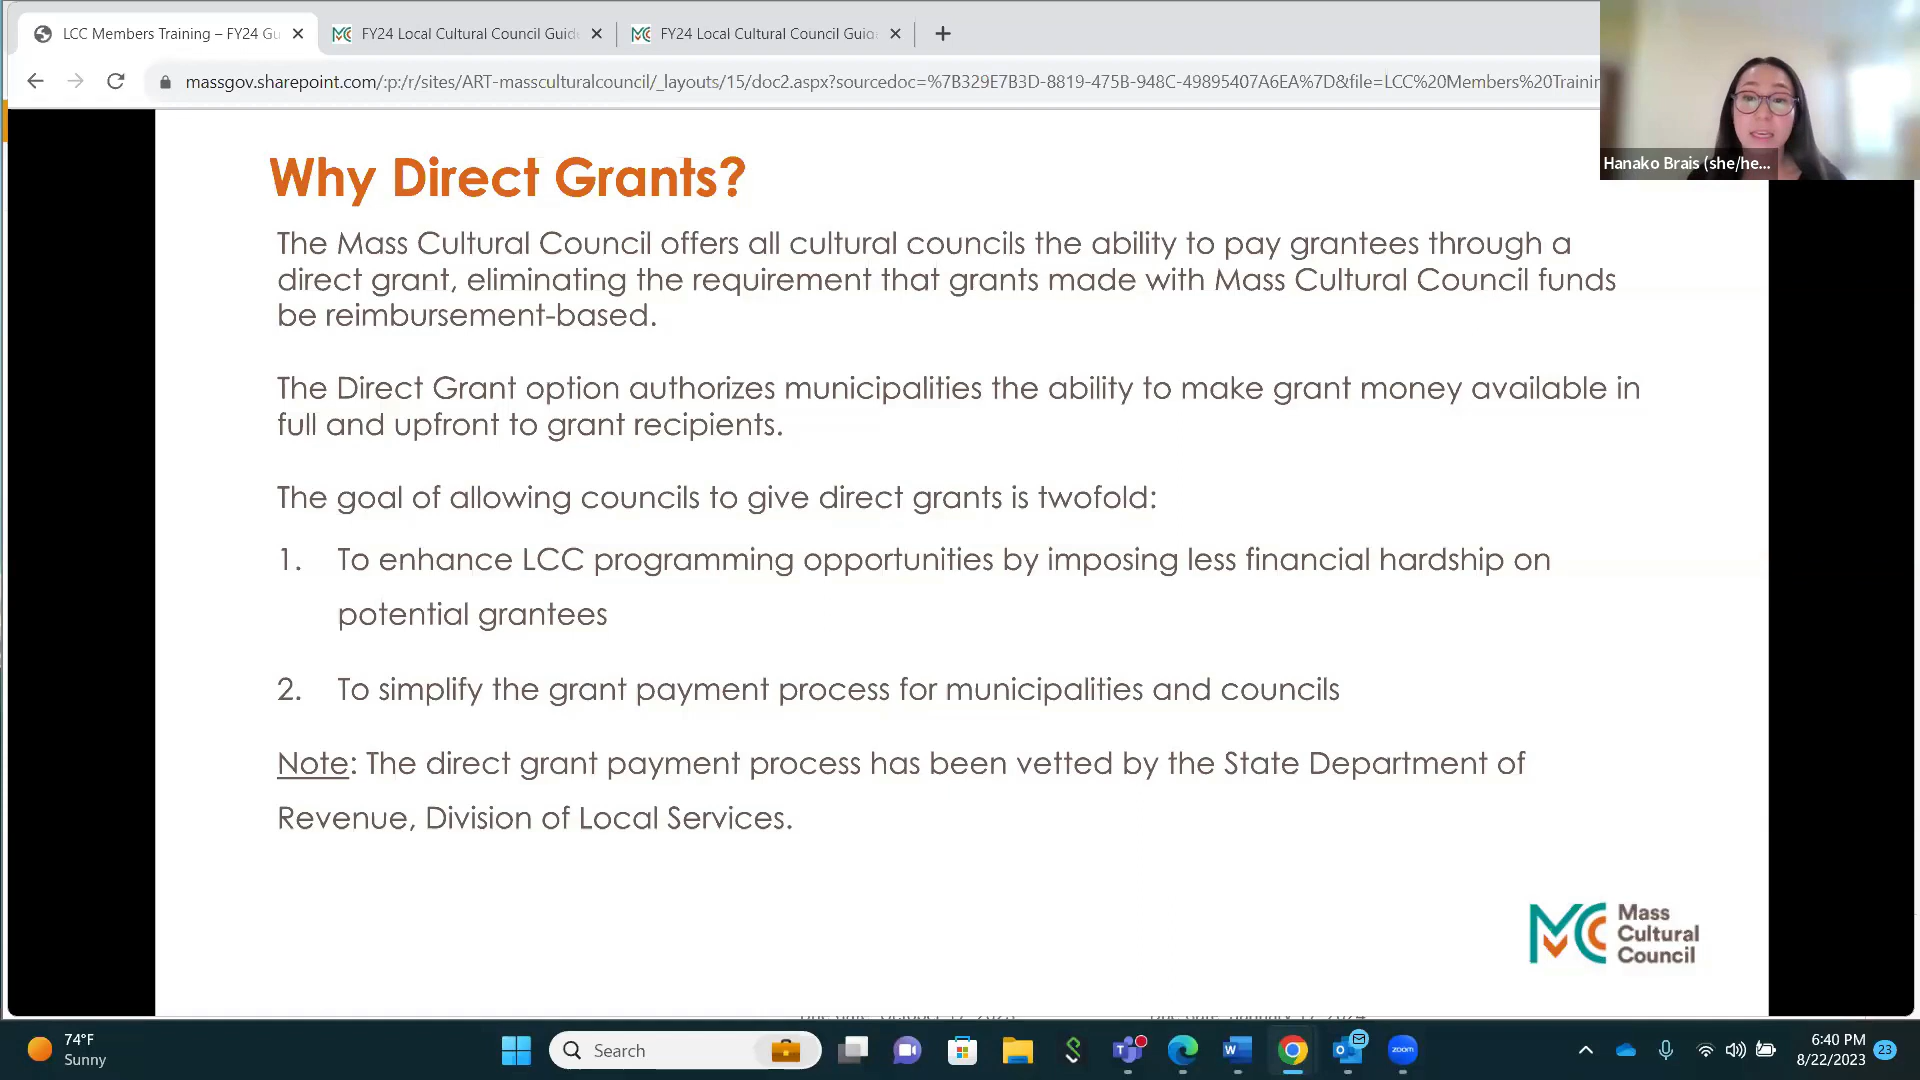 LCC Members Training – FY24 Gu
FY24 Local Cultural Council Guid
FY24 Local Cultural Council Guid
massgov.sharepoint.com/:p:/r/sites/ART-massculturalcouncil/_layouts/15/doc2.aspx?sourcedoc=%7B329E7B3D-8819-475B-948C-49895407A6EA%7D&file=LCC%20Members%20Trainin
Hanako Brais (she/he...
Why Direct Grants?
The Mass Cultural Council offers all cultural councils the ability to pay grantees through a
direct grant, eliminating the requirement that grants made with Mass Cultural Council funds
be reimbursement-based.
The Direct Grant option authorizes municipalities the ability to make grant money available in
full and upfront to grant recipients.
The goal of allowing councils to give direct grants is twofold:
1. To enhance LCC programming opportunities by imposing less financial hardship on
potential grantees
2. To simplify the grant payment process for municipalities and councils
Note: The direct grant payment process has been vetted by the State Department of
Revenue, Division of Local Services.
MC
Mass
Cultural
Council
74°F
Sunny
Search
zoom
6:40 PM
8/22/2023
23